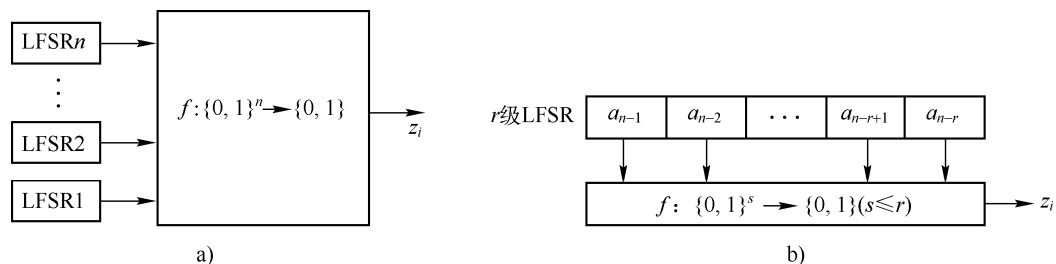 LFSRn
⋮
LFSR2
LFSR1
f:{0, 1}ⁿ→{0, 1}
zᵢ
a)
r级LFSR
aₙ₋₁ aₙ₋₂ ⋯ aₙ₋ᵣ₊₁ aₙ₋ᵣ
f: {0, 1}ˢ → {0, 1}(s≤r)
zᵢ
b)